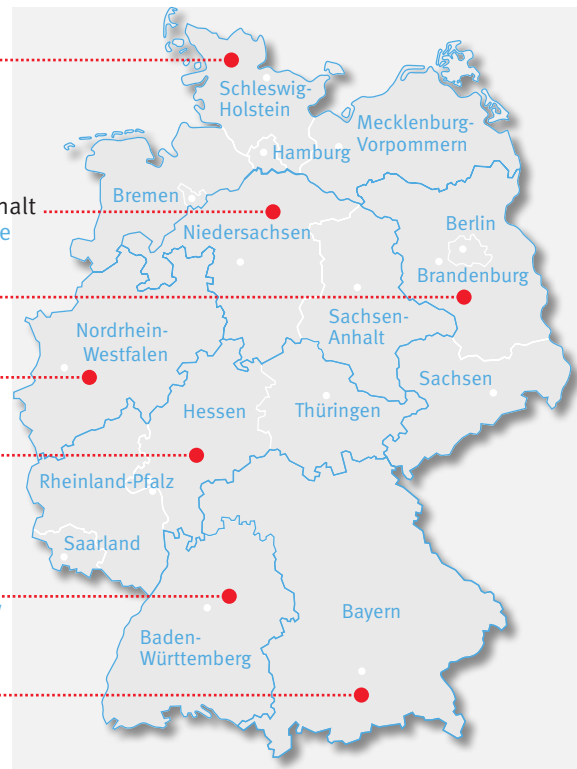 Schleswig-
Holstein
Mecklenburg-
Vorpommern
Hamburg
Bremen
halt
e
Niedersachsen
Berlin
Brandenburg
Sachsen-
Anhalt
Nordrhein-
Westfalen
Sachsen
Hessen
Thüringen
Rheinland-Pfalz
Saarland
Bayern
Baden-
Württemberg